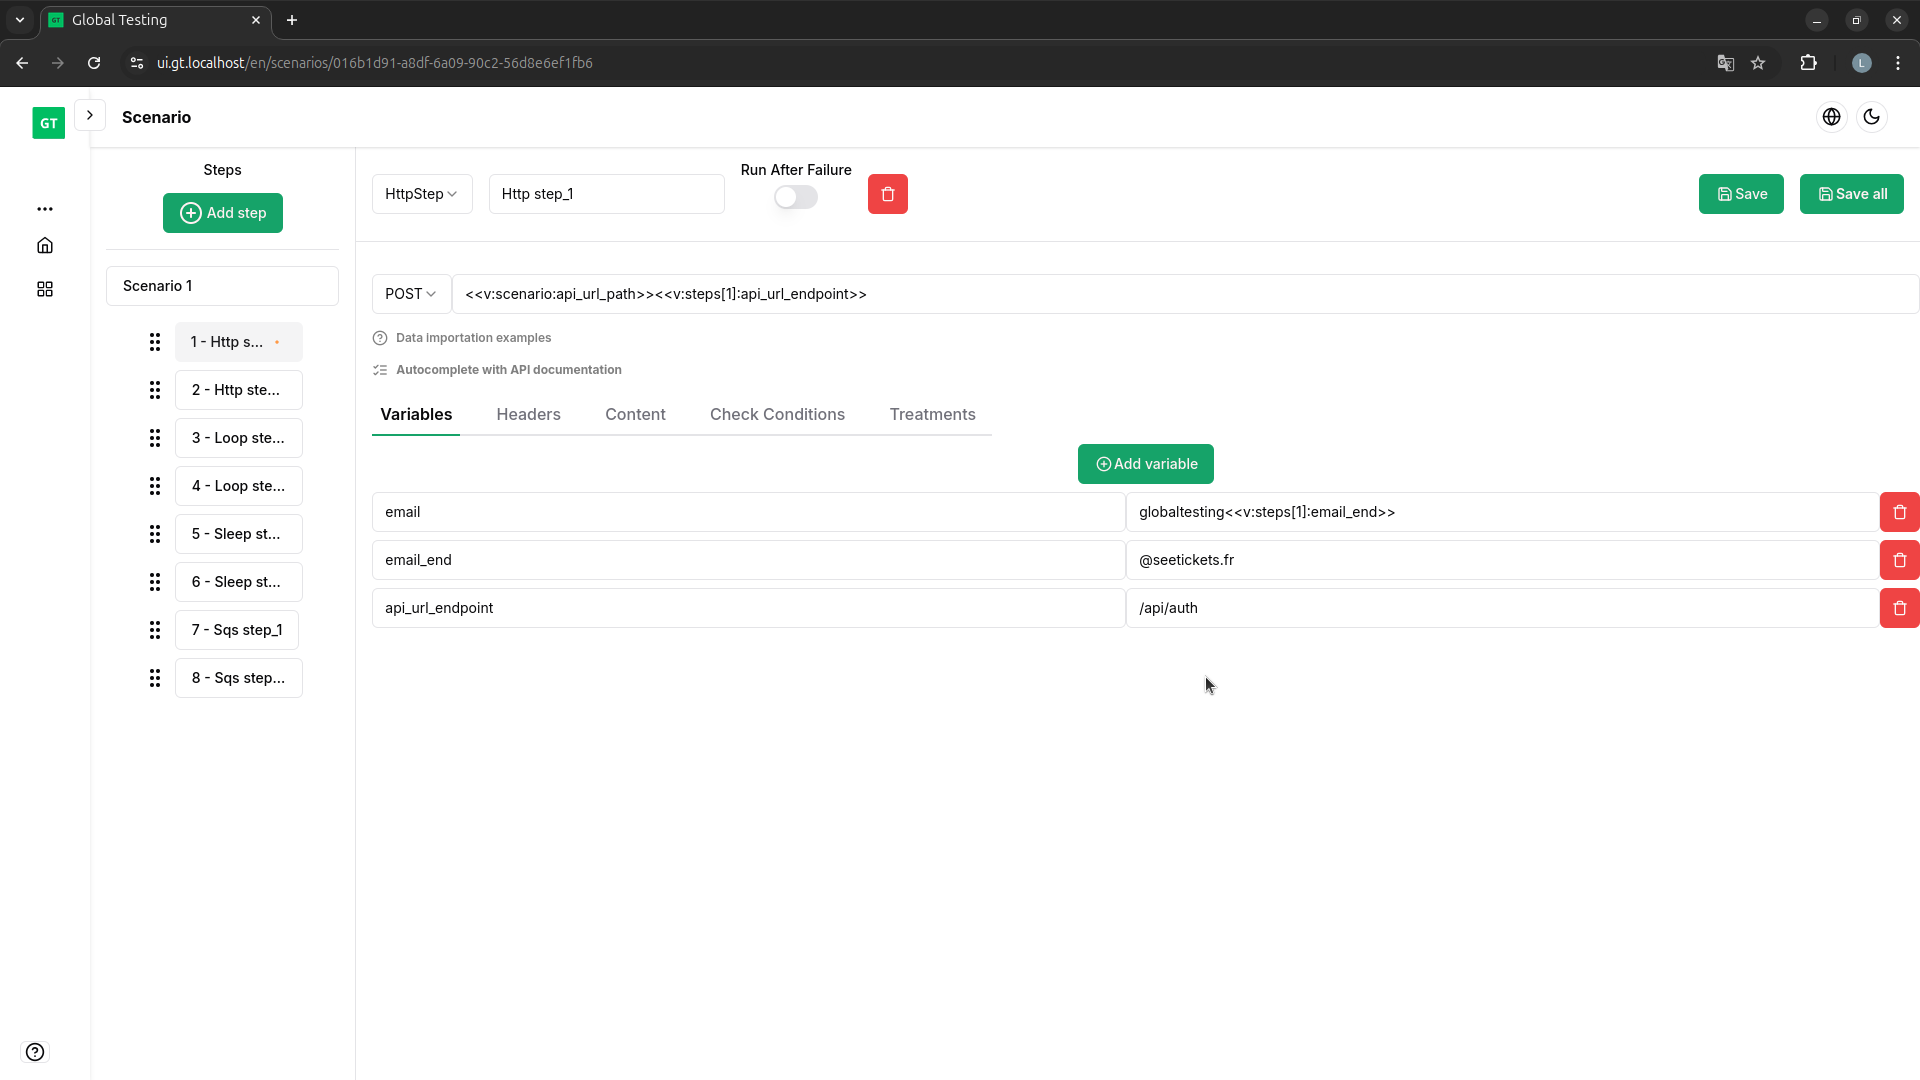 GT Global Testing
ui.gt.localhost/en/scenarios/016b1d91-a8df-6a09-90c2-56d8e6ef1fb6
L
GT
Scenario
Steps
Add step
Scenario 1
1 - Http s...
2 - Http ste...
3 - Loop ste...
4 - Loop ste...
5 - Sleep st...
6 - Sleep st...
7 - Sqs step_1
8 - Sqs step...
HttpStep
Http step_1
Run After Failure
Save
Save all
POST
<<v:scenario:api_url_path>><<v:steps[1]:api_url_endpoint>>
Data importation examples
Autocomplete with API documentation
Variables Headers Content Check Conditions Treatments
Add variable
email globaltesting<<v:steps[1]:email_end>>
email_end @seetickets.fr
api_url_endpoint /api/auth